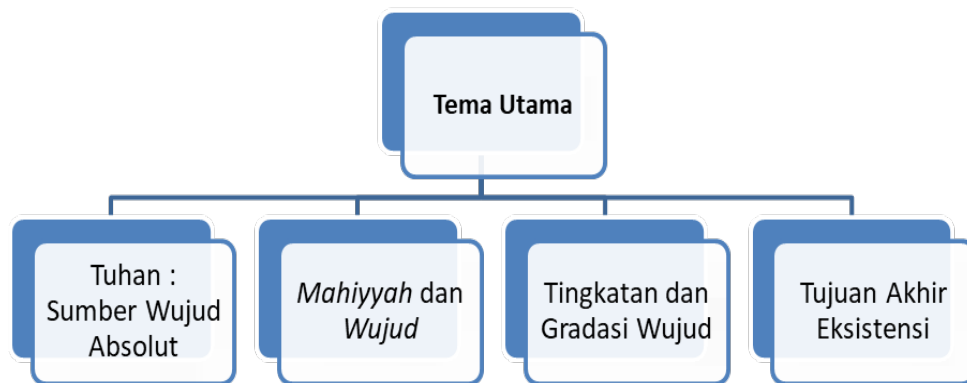 Tema Utama
Tuhan :
Sumber Wujud
Absolut
Mahiyyah dan
Wujud
Tingkatan dan
Gradasi Wujud
Tujuan Akhir
Eksistensi